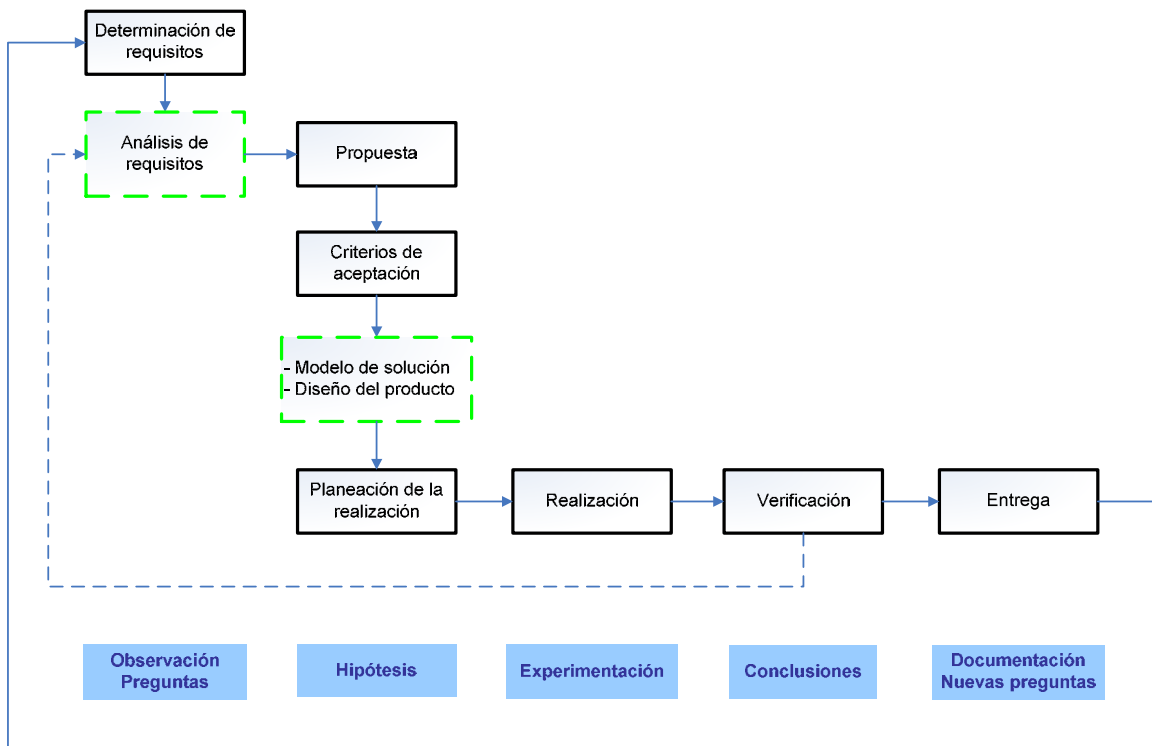 Determinación de
requisitos
Análisis de
requisitos
Propuesta
Criterios de
aceptación
- Modelo de solución
- Diseño del producto
Planeación de la
realización
Realización
Verificación
Entrega
Observación
Preguntas
Hipótesis
Experimentación
Conclusiones
Documentación
Nuevas preguntas